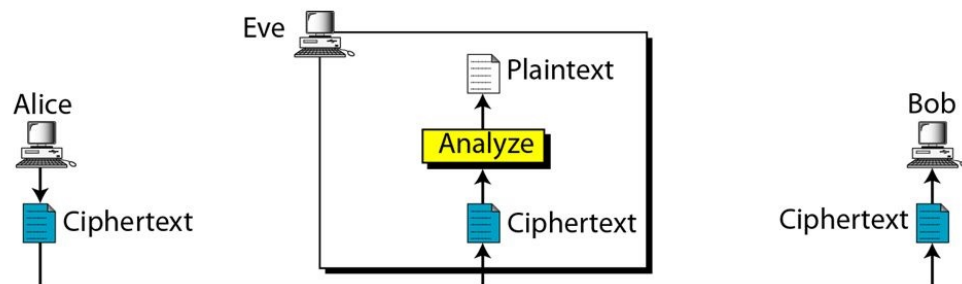 Eve
Plaintext
Alice
Bob
Analyze
Ciphertext
Ciphertext
Ciphertext